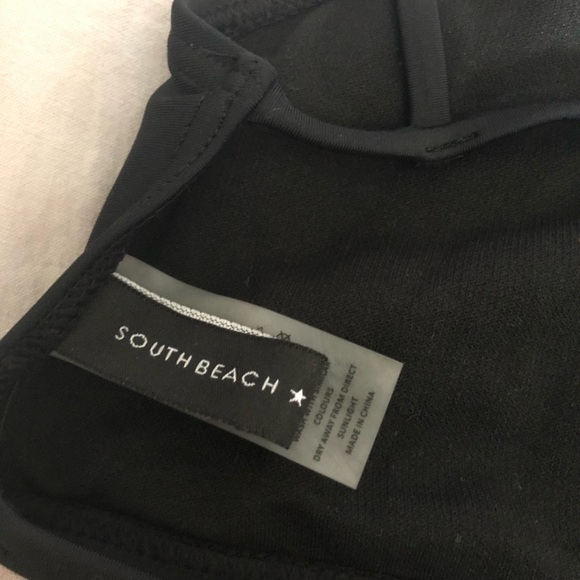 SOUTH BEACH
COLOURS
DRY AWAY FROM DIRECT
SUNLIGHT
MADE IN CHINA